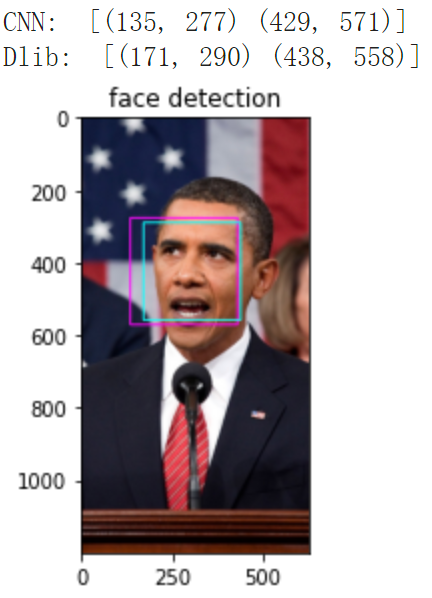 CNN:  [(135, 277) (429, 571)]
Dlib:  [(171, 290) (438, 558)]
face detection
0
200
400
600
800
1000
0 250 500